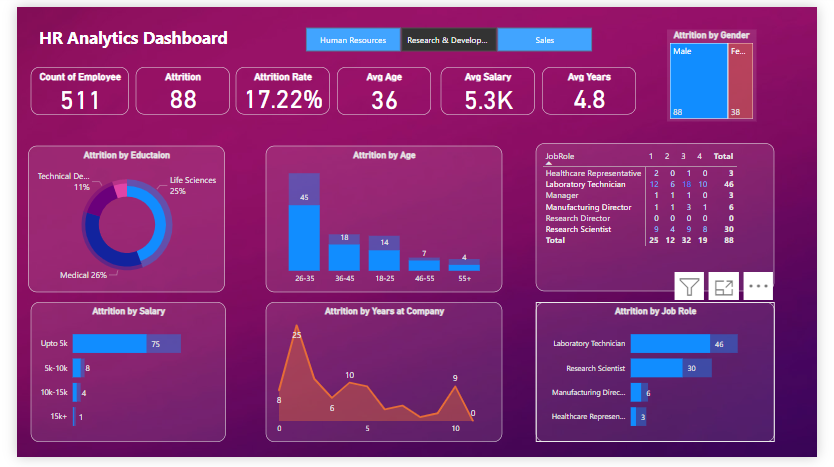 HR Analytics Dashboard
Human Resources
Research & Develop...
Sales
Attrition by Gender
Male
Fe...
88
38
Count of Employee
511
Attrition
88
Attrition Rate
17.22%
Avg Age
36
Avg Salary
5.3K
Avg Years
4.8
Attrition by Eductaion
Technical De...
11%
Life Sciences
25%
Medical 26%
Attrition by Age
45
18
14
7
4
26-35 36-45 18-25 46-55 55+
JobRole 1 2 3 4 Total
Healthcare Representative 2 0 1 0 3
Laboratory Technician 12 6 18 10 46
Manager 1 1 1 0 3
Manufacturing Director 1 1 3 1 6
Research Director 0 0 0 0 0
Research Scientist 9 4 9 8 30
Total 25 12 32 19 88
Attrition by Salary
Upto 5k 75
5k-10k 8
10k-15k 4
15k+ 1
Attrition by Years at Company
25
8
6
10
9
0
0 5 10
Attrition by Job Role
Laboratory Technician 46
Research Scientist 30
Manufacturing Direc... 6
Healthcare Represen... 3